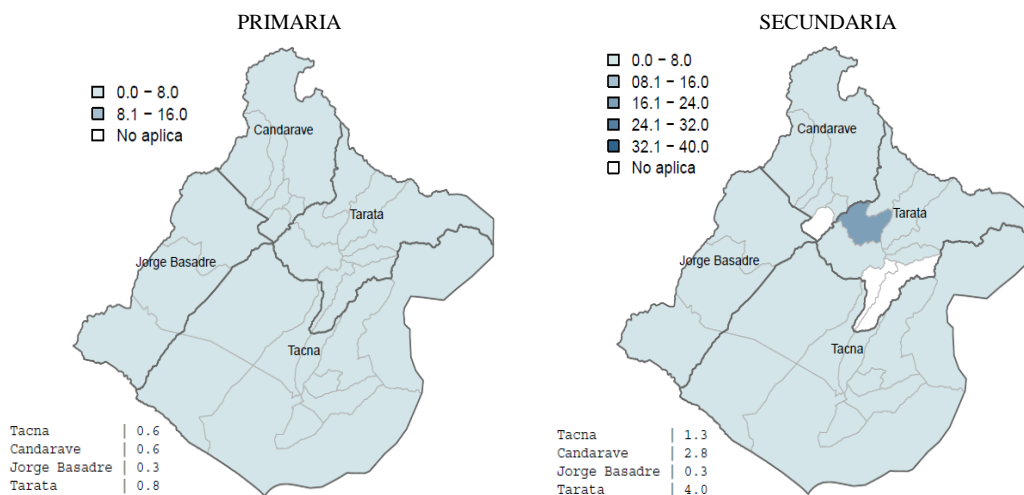 PRIMARIA
0.0 – 8.0
8.1 – 16.0
No aplica
Candarave
Tarata
Jorge Basadre
Tacna
Tacna | 0.6
Candarave | 0.6
Jorge Basadre | 0.3
Tarata | 0.8
SECUNDARIA
0.0 – 8.0
08.1 – 16.0
16.1 – 24.0
24.1 – 32.0
32.1 – 40.0
No aplica
Candarave
Tarata
Jorge Basadre
Tacna
Tacna | 1.3
Candarave | 2.8
Jorge Basadre | 0.3
Tarata | 4.0